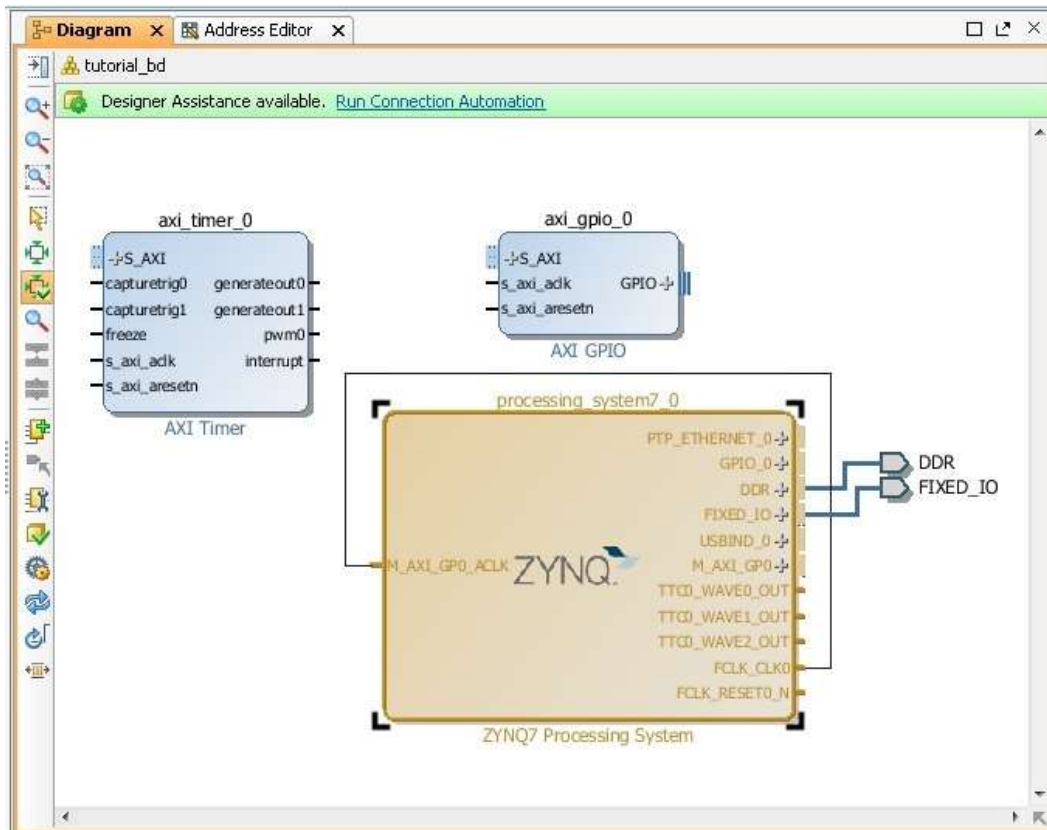 Diagram X Address Editor X
tutorial_bd
Designer Assistance available. Run Connection Automation
axi_timer_0
S_AXI
capturetrig0 generateout0
capturetrig1 generateout1
freeze pwm0
s_axi_aclk interrupt
s_axi_aresetn
AXI Timer
axi_gpio_0
S_AXI
s_axi_aclk GPIO
s_axi_aresetn
AXI GPIO
processing_system7_0
PTP_ETHERNET_0
GPIO_0
DDR
FIXED_IO
USBIND_0
M_AXI_GP0_ACLK ZYNQ. M_AXI_GP0
TTC0_WAVE0_OUT
TTC0_WAVE1_OUT
TTC0_WAVE2_OUT
FCLK_CLK0
FCLK_RESET0_N
ZYNQ7 Processing System
DDR
FIXED_IO